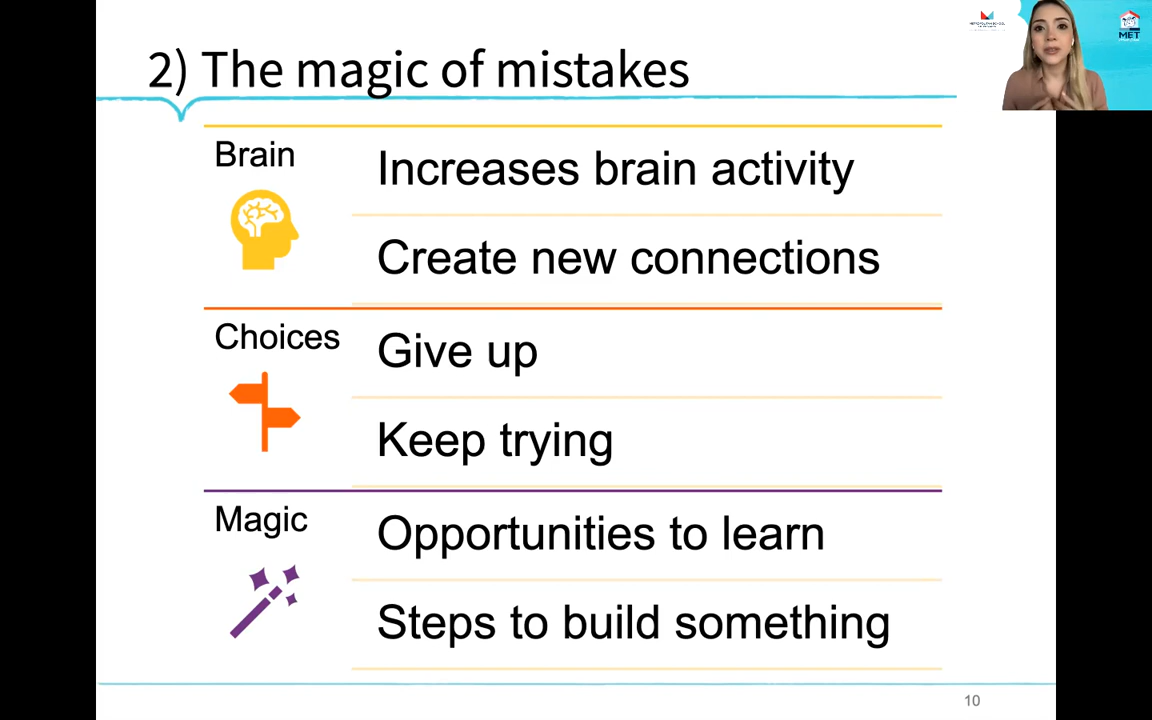 2) The magic of mistakes
Brain
Increases brain activity
Create new connections
Choices
Give up
Keep trying
Magic
Opportunities to learn
Steps to build something
10
MET